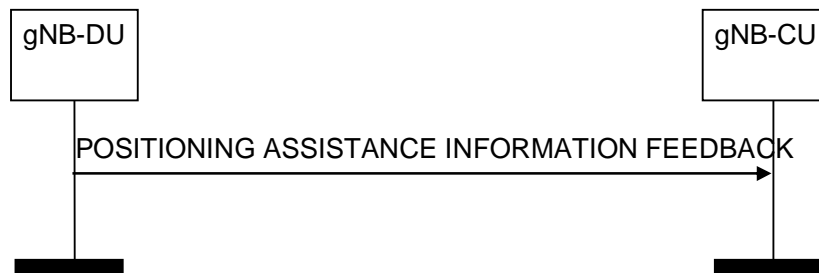 gNB-DU
gNB-CU
POSITIONING ASSISTANCE INFORMATION FEEDBACK